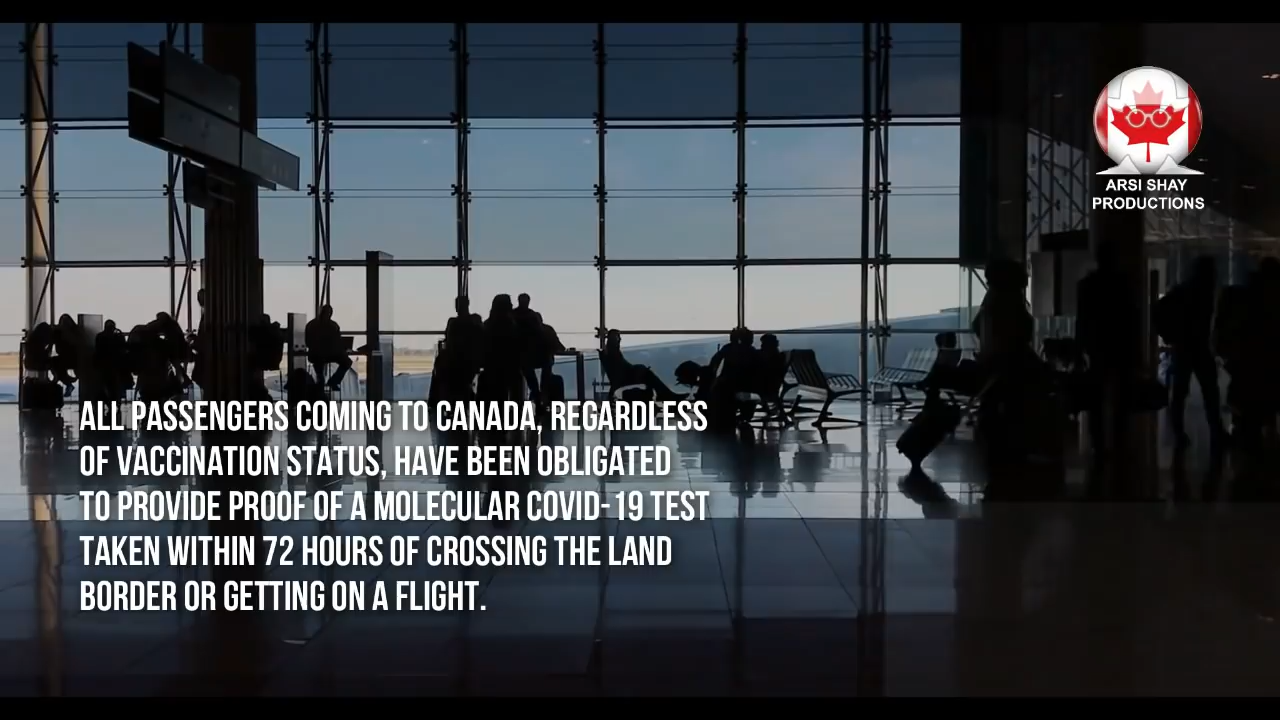 ARSI SHAY
PRODUCTIONS
ALL PASSENGERS COMING TO CANADA, REGARDLESS
OF VACCINATION STATUS, HAVE BEEN OBLIGATED
TO PROVIDE PROOF OF A MOLECULAR COVID-19 TEST
TAKEN WITHIN 72 HOURS OF CROSSING THE LAND
BORDER OR GETTING ON A FLIGHT.